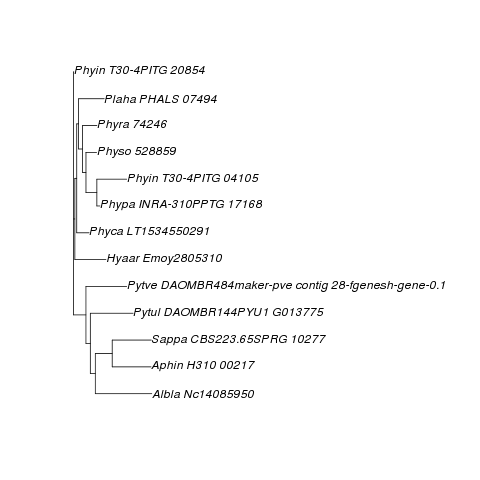 Phyin T30-4PITG 20854
Plaha PHALS 07494
Phyra 74246
Physo 528859
Phyin T30-4PITG 04105
Phypa INRA-310PPTG 17168
Phyca LT1534550291
Hyaar Emoy2805310
Pytve DAOMBR484maker-pve contig 28-fgenesh-gene-0.1
Pytul DAOMBR144PYU1 G013775
Sappa CBS223.65SPRG 10277
Aphin H310 00217
Albla Nc14085950